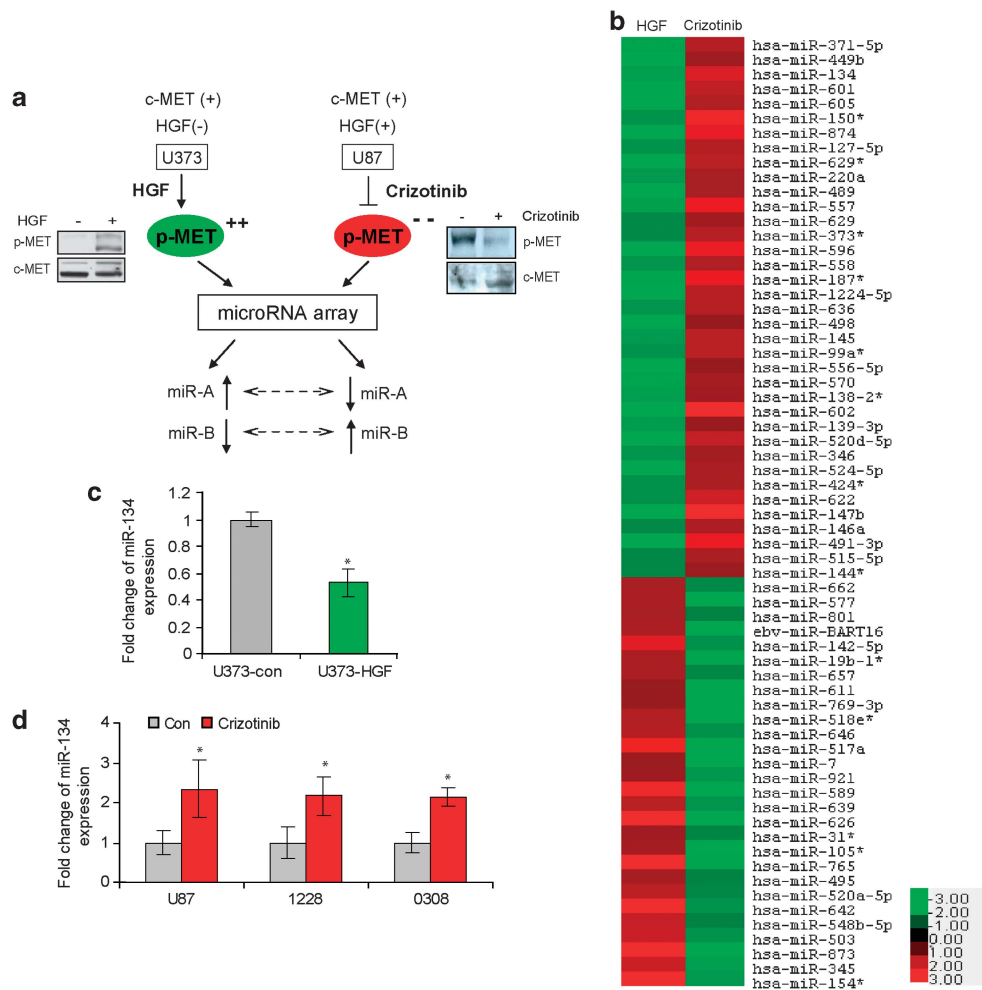 a
c-MET (+)
HGF(-)
U373
HGF
p-MET
++
HGF - +
p-MET
c-MET
c-MET (+)
HGF(+)
U87
Crizotinib
p-MET
- -
- + Crizotinib
p-MET
c-MET
microRNA array
miR-A
miR-A
miR-B
miR-B
b
HGF Crizotinib
hsa-miR-371-5p
hsa-miR-449b
hsa-miR-134
hsa-miR-601
hsa-miR-605
hsa-miR-150*
hsa-miR-874
hsa-miR-127-5p
hsa-miR-629*
hsa-miR-220a
hsa-miR-489
hsa-miR-557
hsa-miR-629
hsa-miR-373*
hsa-miR-596
hsa-miR-558
hsa-miR-187*
hsa-miR-1224-5p
hsa-miR-636
hsa-miR-498
hsa-miR-145
hsa-miR-99a*
hsa-miR-556-5p
hsa-miR-570
hsa-miR-138-2*
hsa-miR-602
hsa-miR-139-3p
hsa-miR-520d-5p
hsa-miR-346
hsa-miR-524-5p
hsa-miR-424*
hsa-miR-622
hsa-miR-147b
hsa-miR-146a
hsa-miR-491-3p
hsa-miR-515-5p
hsa-miR-144*
hsa-miR-662
hsa-miR-577
hsa-miR-801
ebv-miR-BART16
hsa-miR-142-5p
hsa-miR-19b-1*
hsa-miR-657
hsa-miR-611
hsa-miR-769-3p
hsa-miR-518e*
hsa-miR-646
hsa-miR-517a
hsa-miR-7
hsa-miR-921
hsa-miR-589
hsa-miR-639
hsa-miR-626
hsa-miR-31*
hsa-miR-105*
hsa-miR-765
hsa-miR-495
hsa-miR-520a-5p
hsa-miR-642
hsa-miR-548b-5p
hsa-miR-503
hsa-miR-873
hsa-miR-345
hsa-miR-154*
-3.00
-2.00
-1.00
0.00
1.00
2.00
3.00
c
Fold change of miR-134
expression
1.2
1
0.8
0.6
0.4
0.2
0
*
U373-con U373-HGF
d
Fold change of miR-134
expression
Con Crizotinib
4
3
2
1
0
* * *
U87 1228 0308